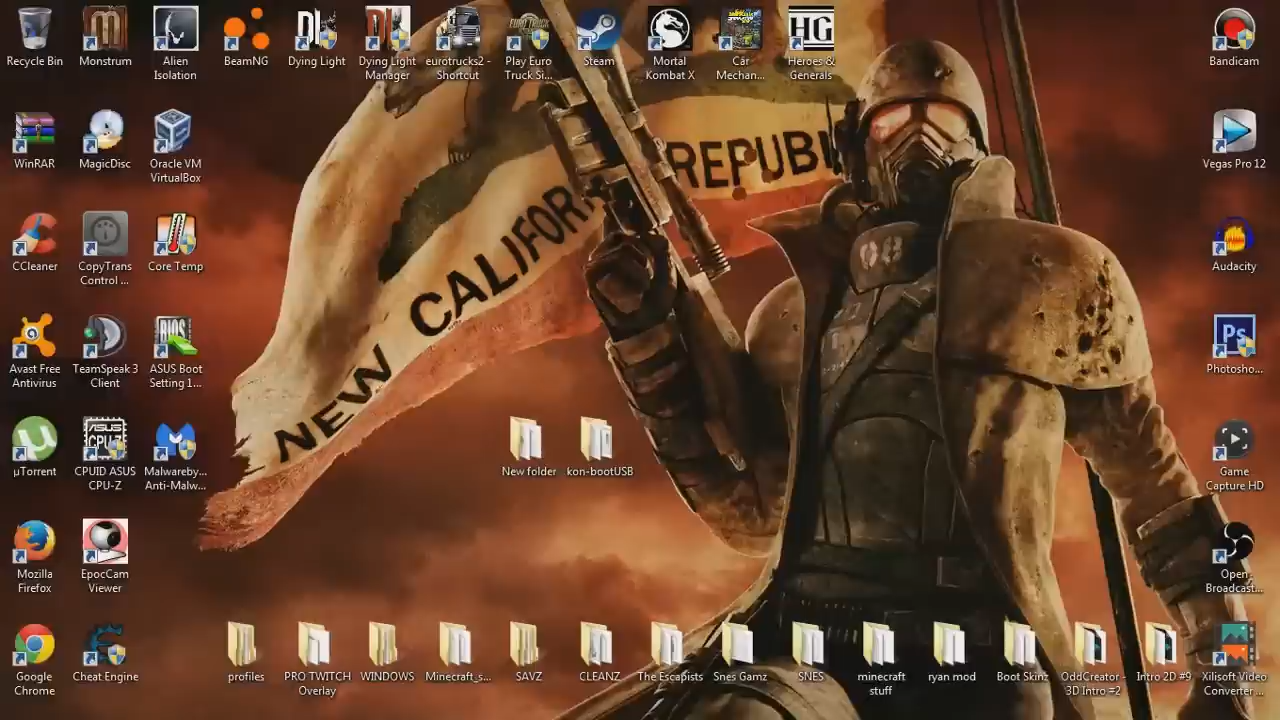 Recycle Bin
Monstrum
Alien
Isolation
BeamNG
Dying Light
Dying Light
Manager
eurotrucks2 -
Shortcut
Play Euro
Truck Si...
Steam
Mortal
Kombat X
Car
Mechan...
HG
Heroes &
Generals
Bandicam
WinRAR
MagicDisc
Oracle VM
VirtualBox
Vegas Pro 12
NEW CALIFOR
REPUBL
CCleaner
CopyTrans
Control ...
Core Temp
Audacity
Avast Free
Antivirus
TeamSpeak 3
Client
BIOS
ASUS Boot
Setting 1...
Ps
Photosho...
µTorrent
ASUS
CPU-Z
CPUID ASUS
CPU-Z
Malwareby...
Anti-Malw...
New folder
kon-bootUSB
Game
Capture HD
Mozilla
Firefox
EpocCam
Viewer
Open
Broadcast...
Google
Chrome
Cheat Engine
profiles
PRO TWITCH
Overlay
WINDOWS
Minecraft_s...
SAVZ
CLEANZ
The Escapists
Snes Gamz
SNES
minecraft
stuff
ryan mod
Boot Skinz
OddCreator -
3D Intro #2
Intro 2D #9
Xilisoft Video
Converter ...